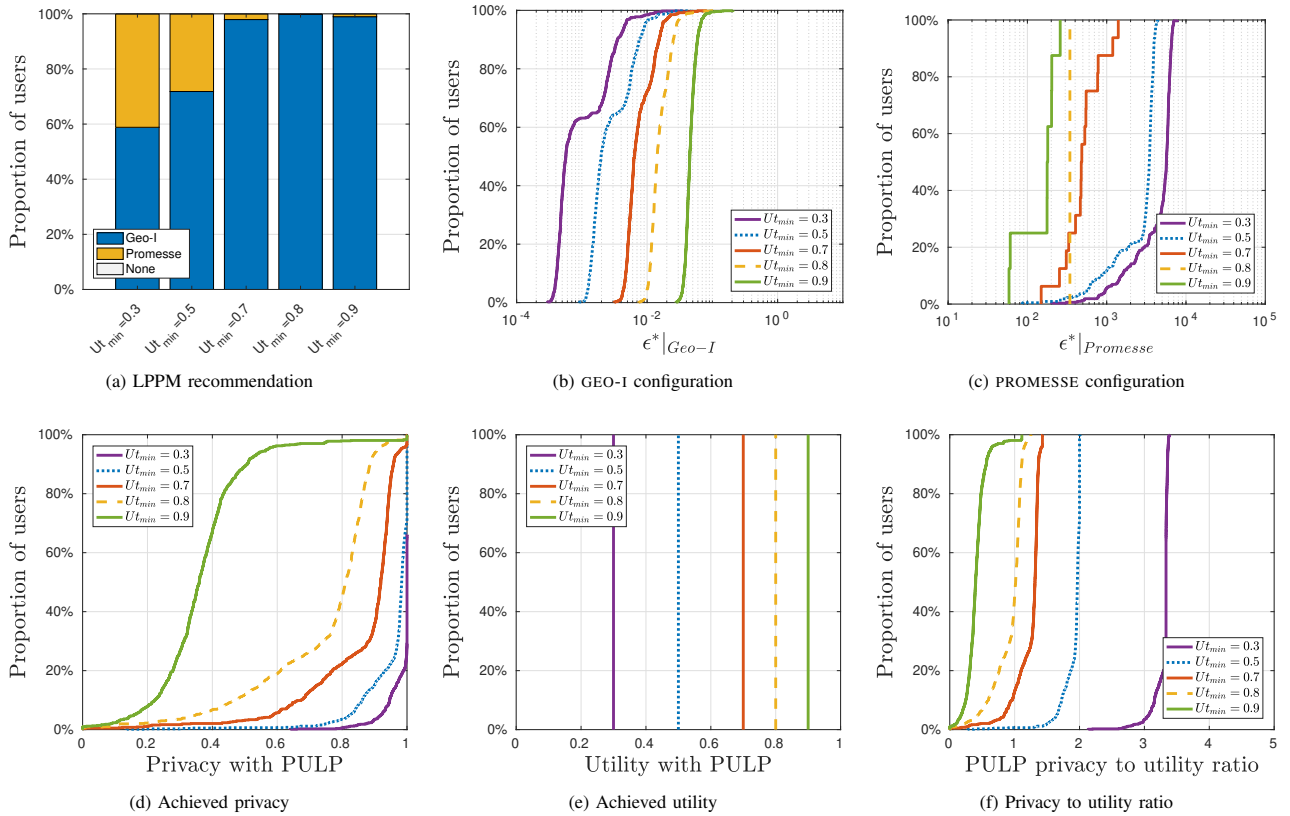 100%
80%
60%
40%
20%
0%
Proportion of users
Geo-I
Promesse
None
Ut min =0.3
Ut min =0.5
Ut min =0.7
Ut min =0.8
Ut min =0.9
(a) LPPM recommendation
100%
80%
60%
40%
20%
0%
Proportion of users
Ut_min = 0.3
Ut_min = 0.5
Ut_min = 0.7
Ut_min = 0.8
Ut_min = 0.9
10^-4 10^-2 10^0
ϵ*|Geo−I
(b) GEO-I configuration
100%
80%
60%
40%
20%
0%
Proportion of users
Ut_min = 0.3
Ut_min = 0.5
Ut_min = 0.7
Ut_min = 0.8
Ut_min = 0.9
10^1 10^2 10^3 10^4 10^5
ϵ*|Promesse
(c) PROMESSE configuration
100%
80%
60%
40%
20%
0%
Proportion of users
Ut_min = 0.3
Ut_min = 0.5
Ut_min = 0.7
Ut_min = 0.8
Ut_min = 0.9
0 0.2 0.4 0.6 0.8 1
Privacy with PULP
(d) Achieved privacy
100%
80%
60%
40%
20%
0%
Proportion of users
Ut_min = 0.3
Ut_min = 0.5
Ut_min = 0.7
Ut_min = 0.8
Ut_min = 0.9
0 0.2 0.4 0.6 0.8 1
Utility with PULP
(e) Achieved utility
100%
80%
60%
40%
20%
0%
Proportion of users
Ut_min = 0.3
Ut_min = 0.5
Ut_min = 0.7
Ut_min = 0.8
Ut_min = 0.9
0 1 2 3 4 5
PULP privacy to utility ratio
(f) Privacy to utility ratio